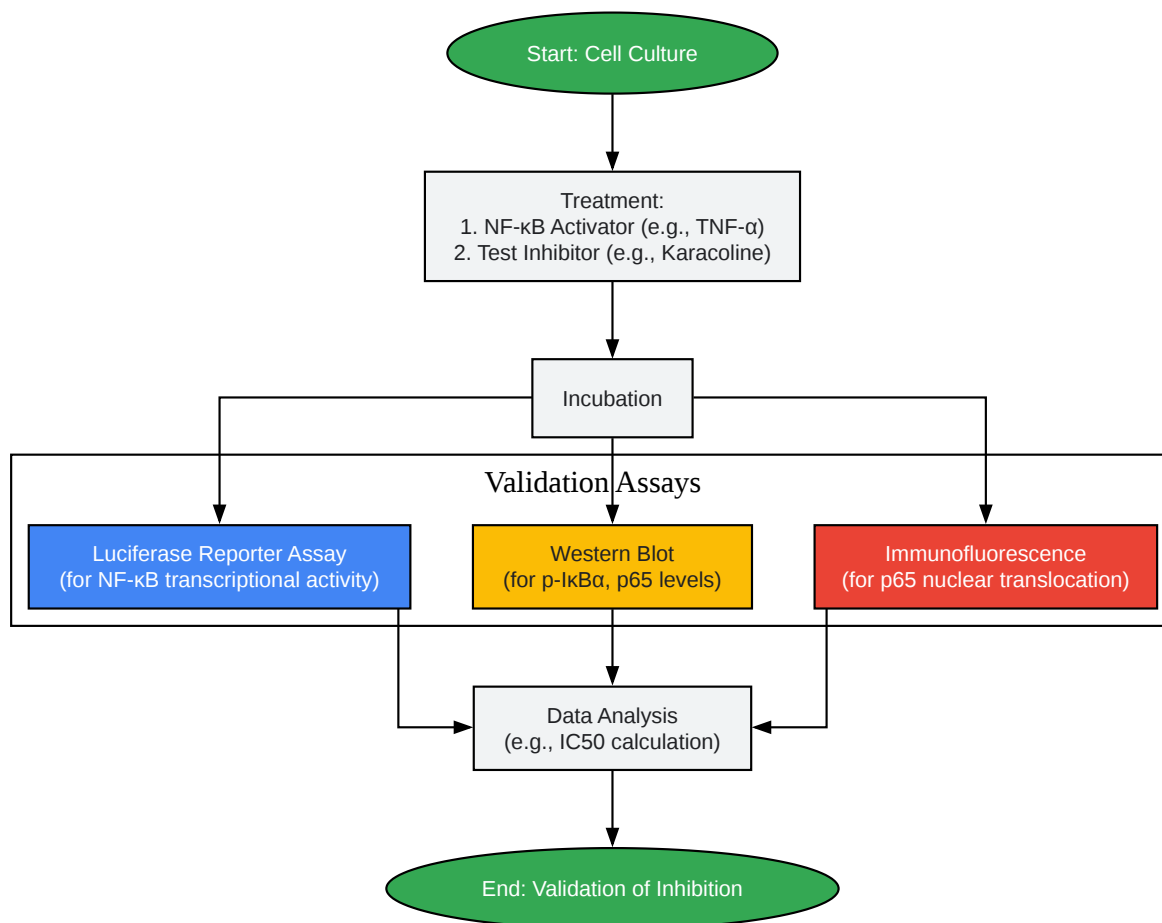 Start: Cell Culture
Treatment:
1. NF-κB Activator (e.g., TNF-α)
2. Test Inhibitor (e.g., Karacoline)
Incubation
Validation Assays
Luciferase Reporter Assay
(for NF-κB transcriptional activity)
Western Blot
(for p-IκBα, p65 levels)
Immunofluorescence
(for p65 nuclear translocation)
Data Analysis
(e.g., IC50 calculation)
End: Validation of Inhibition